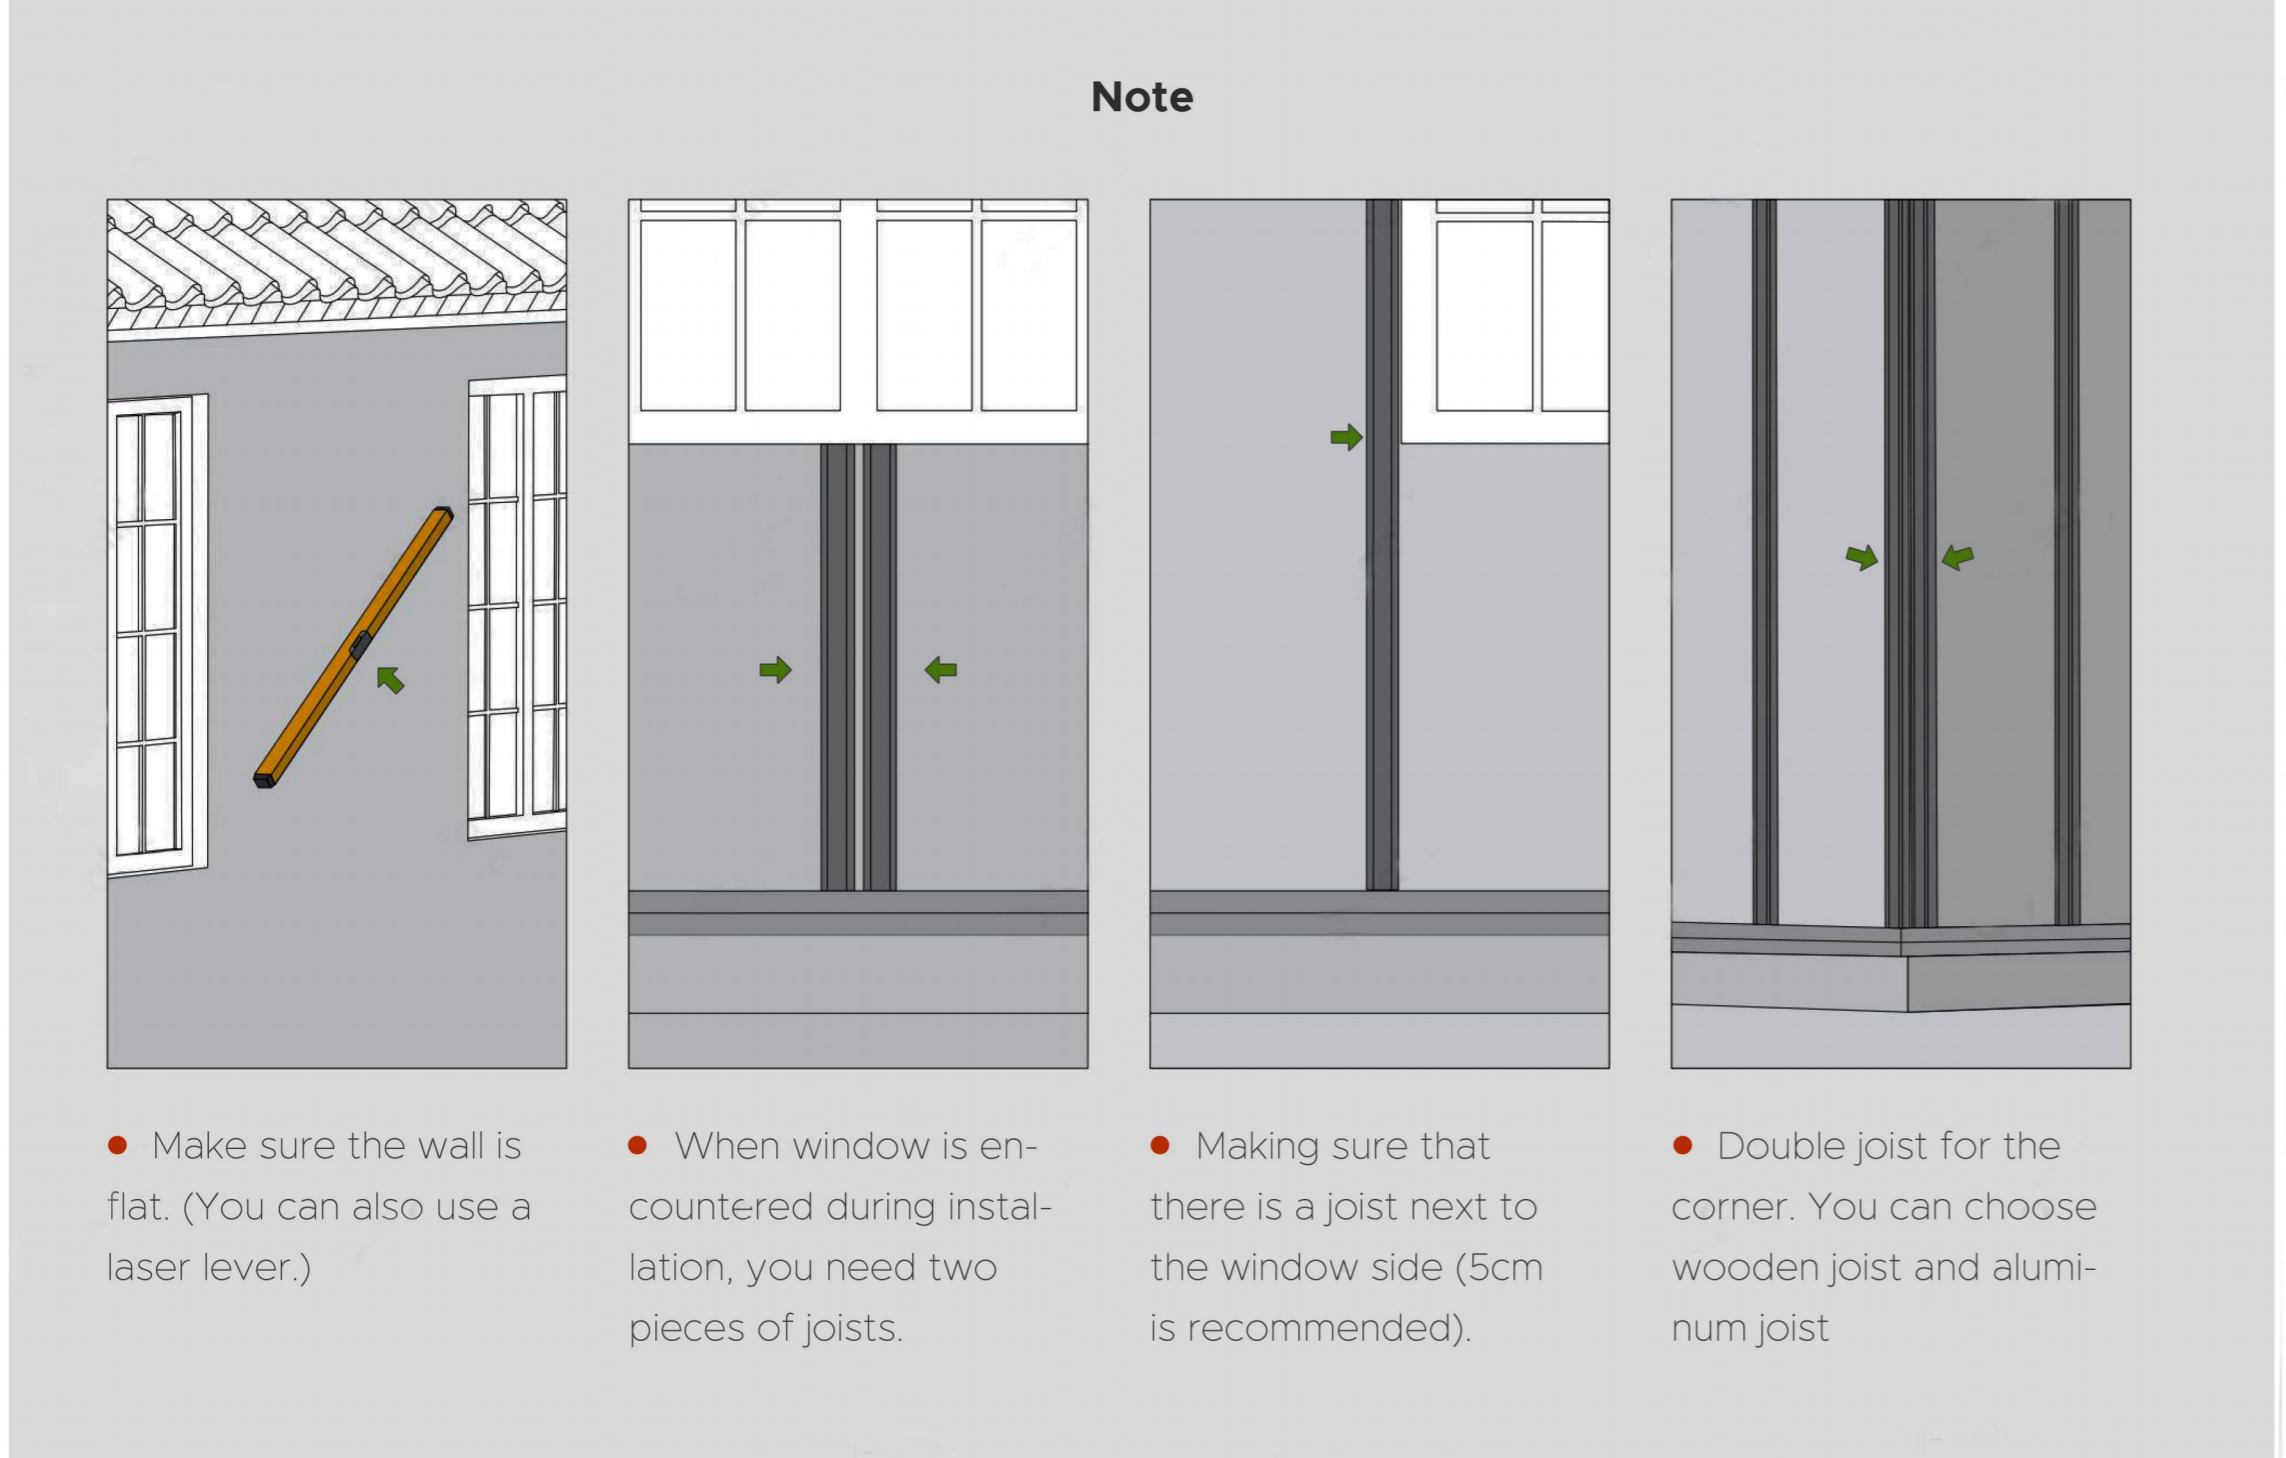 Note
● Make sure the wall is
flat. (You can also use a
laser lever.)
● When window is en-
countered during instal-
lation, you need two
pieces of joists.
● Making sure that
there is a joist next to
the window side (5cm
is recommended).
● Double joist for the
corner. You can choose
wooden joist and alumi-
num joist